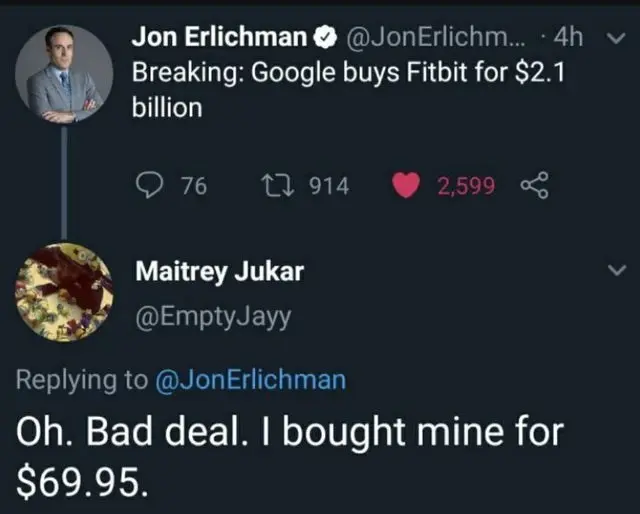 Jon Erlichman @JonErlichm... · 4h
Breaking: Google buys Fitbit for $2.1
billion
76 914 2,599
Maitrey Jukar
@EmptyJayy
Replying to @JonErlichman
Oh. Bad deal. I bought mine for
$69.95.